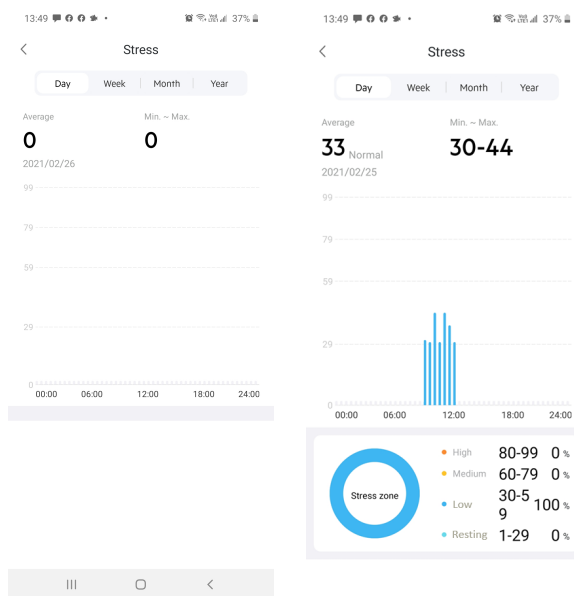 13:49
37%
Stress
Day Week Month Year
Average Min. ~ Max.
0 0
2021/02/26
99
79
59
29
0
00:00 06:00 12:00 18:00 24:00
13:49
37%
Stress
Day Week Month Year
Average Min. ~ Max.
33 Normal 30-44
2021/02/25
99
79
59
29
0
00:00 06:00 12:00 18:00 24:00
Stress zone
High 80-99 0 %
Medium 60-79 0 %
Low 30-5
9 100 %
Resting 1-29 0 %